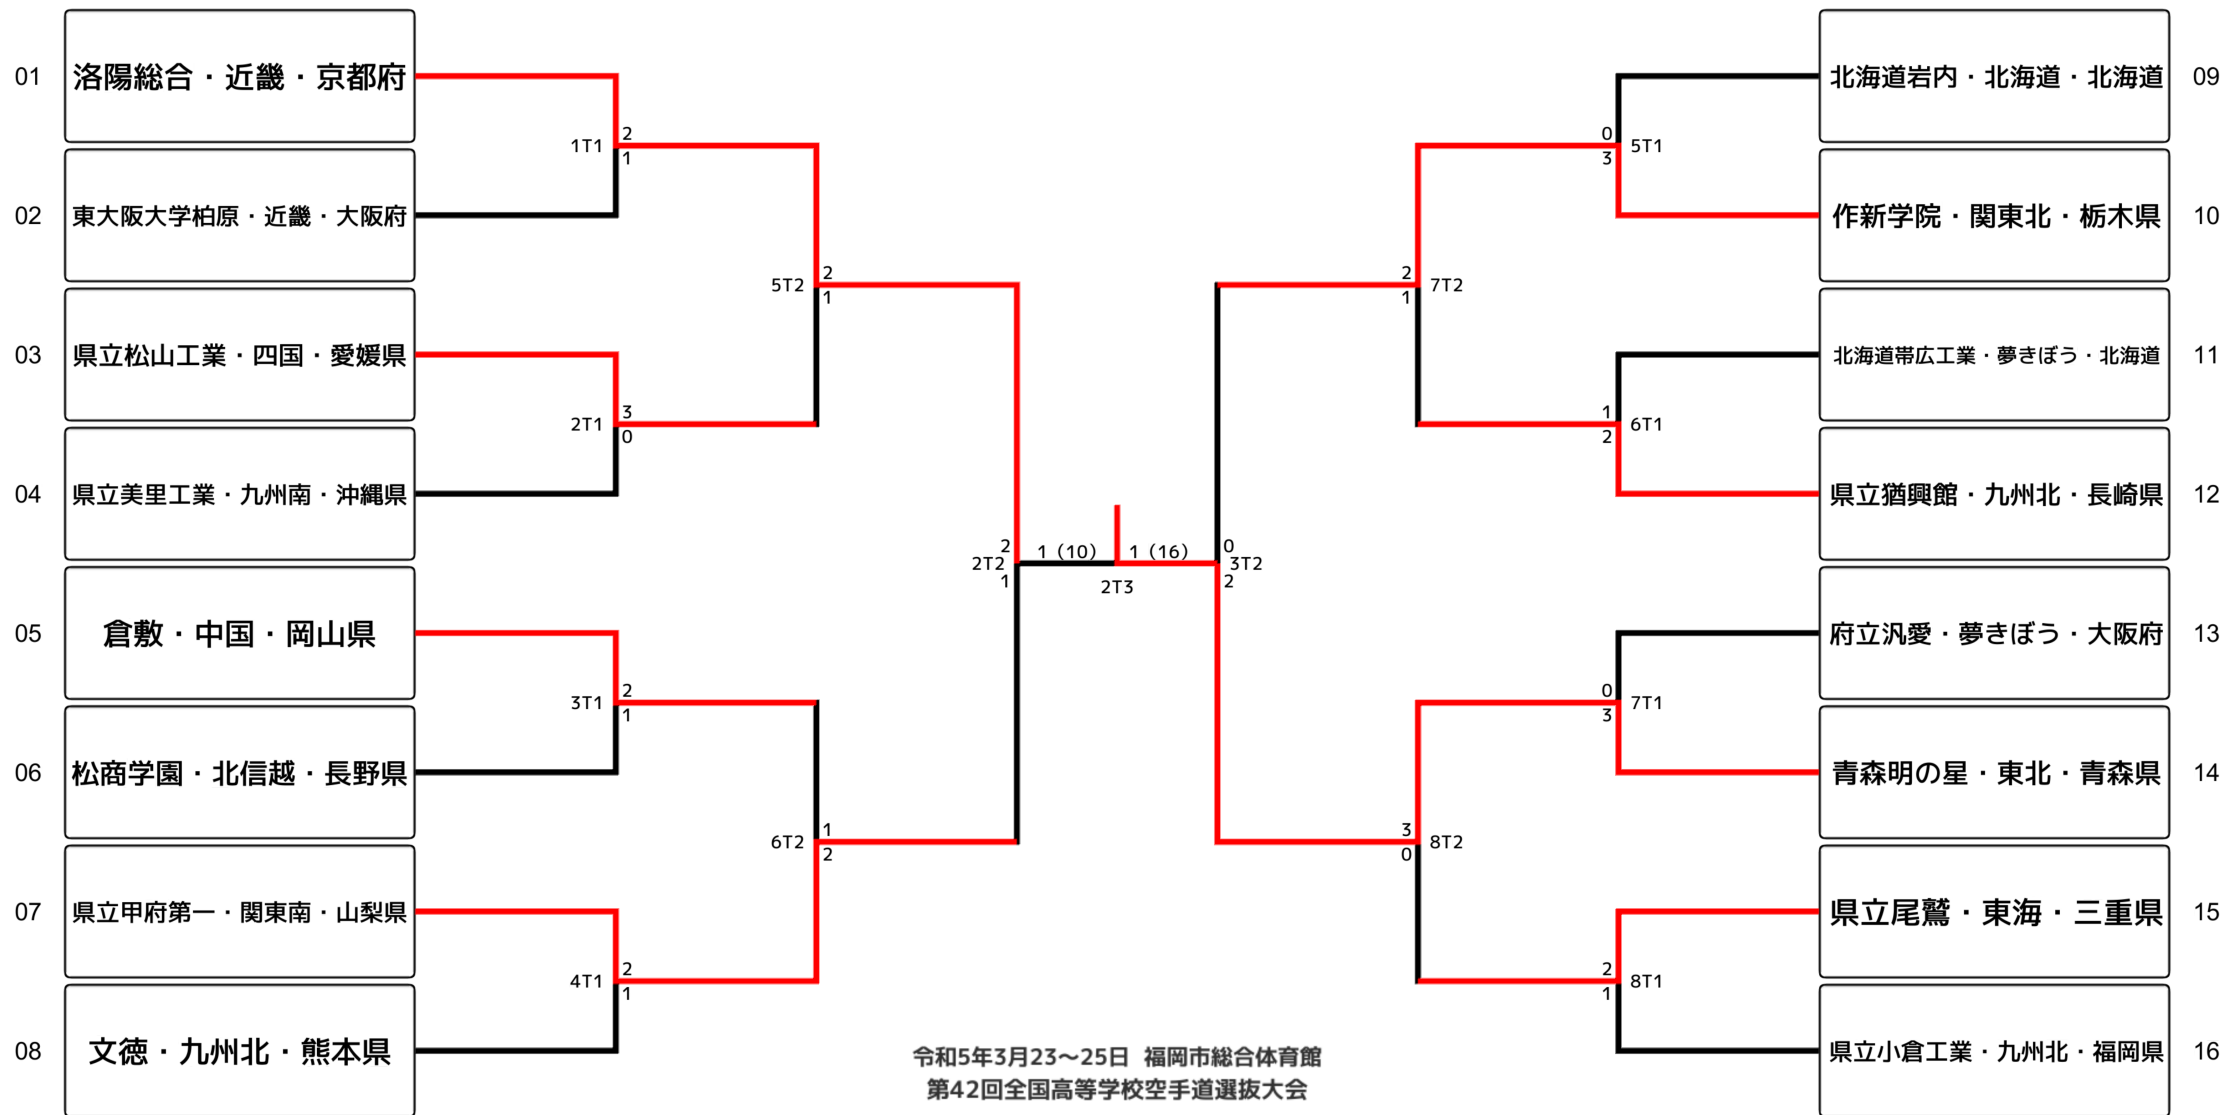 01
洛陽総合・近畿・京都府
02
東大阪大学柏原・近畿・大阪府
03
県立松山工業・四国・愛媛県
04
県立美里工業・九州南・沖縄県
05
倉敷・中国・岡山県
06
松商学園・北信越・長野県
07
県立甲府第一・関東南・山梨県
08
文徳・九州北・熊本県
1T1
2
1
2T1
3
0
3T1
2
1
4T1
2
1
5T2
2
1
6T2
1
2
2
2T2
1
1（10）
1（16）
2T3
0
3T2
2
2
7T2
1
3
8T2
0
0
5T1
3
1
6T1
2
0
7T1
3
2
8T1
1
北海道岩内・北海道・北海道
09
作新学院・関東北・栃木県
10
北海道帯広工業・夢きぼう・北海道
11
県立猶興館・九州北・長崎県
12
府立汎愛・夢きぼう・大阪府
13
青森明の星・東北・青森県
14
県立尾鷲・東海・三重県
15
県立小倉工業・九州北・福岡県
16
令和5年3月23〜25日 福岡市総合体育館
第42回全国高等学校空手道選抜大会